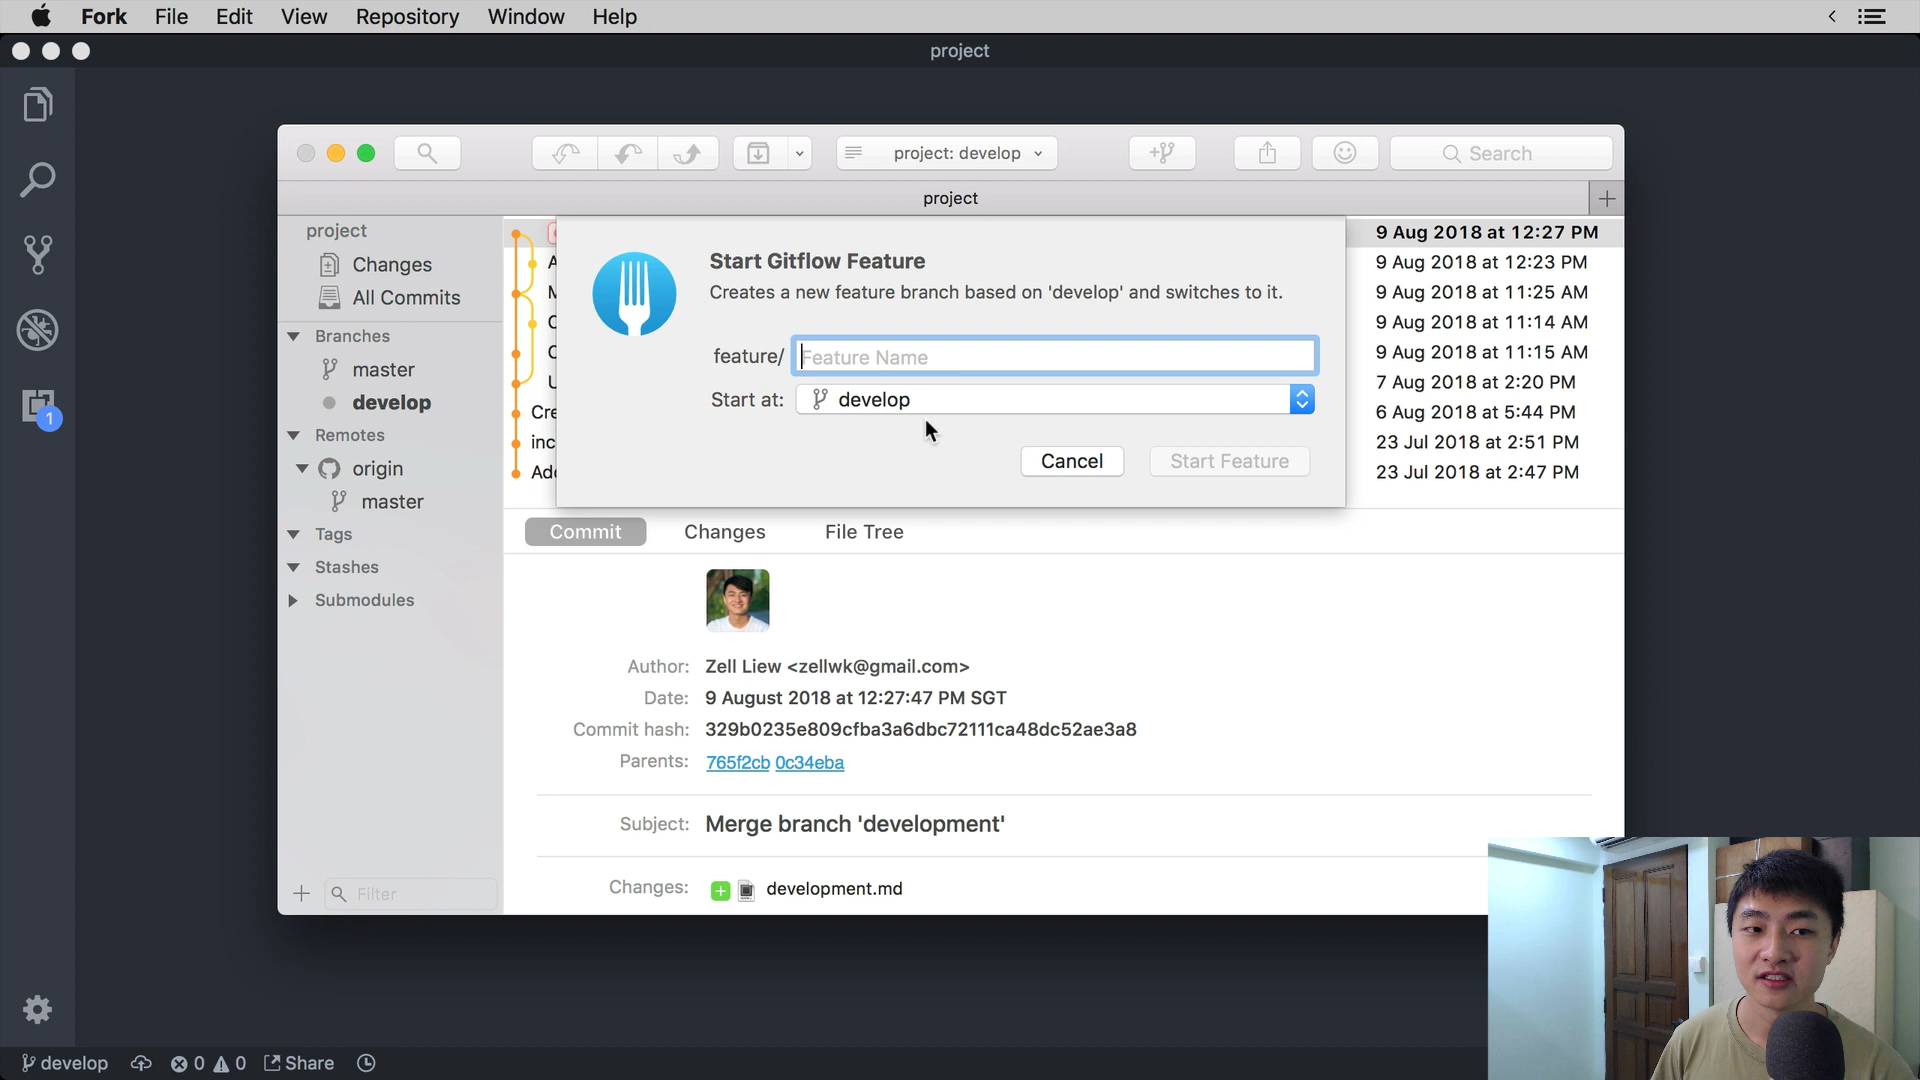 Fork File Edit View Repository Window Help
project
project: develop
Search
project
project
Changes
All Commits
Branches
master
develop
Remotes
origin
master
Tags
Stashes
Submodules
Filter
Cre
inc
Start Gitflow Feature
Creates a new feature branch based on 'develop' and switches to it.
feature/ Feature Name
Start at: develop
Cancel Start Feature
9 Aug 2018 at 12:27 PM
9 Aug 2018 at 12:23 PM
9 Aug 2018 at 11:25 AM
9 Aug 2018 at 11:14 AM
9 Aug 2018 at 11:15 AM
7 Aug 2018 at 2:20 PM
6 Aug 2018 at 5:44 PM
23 Jul 2018 at 2:51 PM
23 Jul 2018 at 2:47 PM
Commit Changes File Tree
Author: Zell Liew <zellwk@gmail.com>
Date: 9 August 2018 at 12:27:47 PM SGT
Commit hash: 329b0235e809cfba3a6dbc72111ca48dc52ae3a8
Parents: 765f2cb 0c34eba
Subject: Merge branch 'development'
Changes: development.md
1
develop 0 0 Share